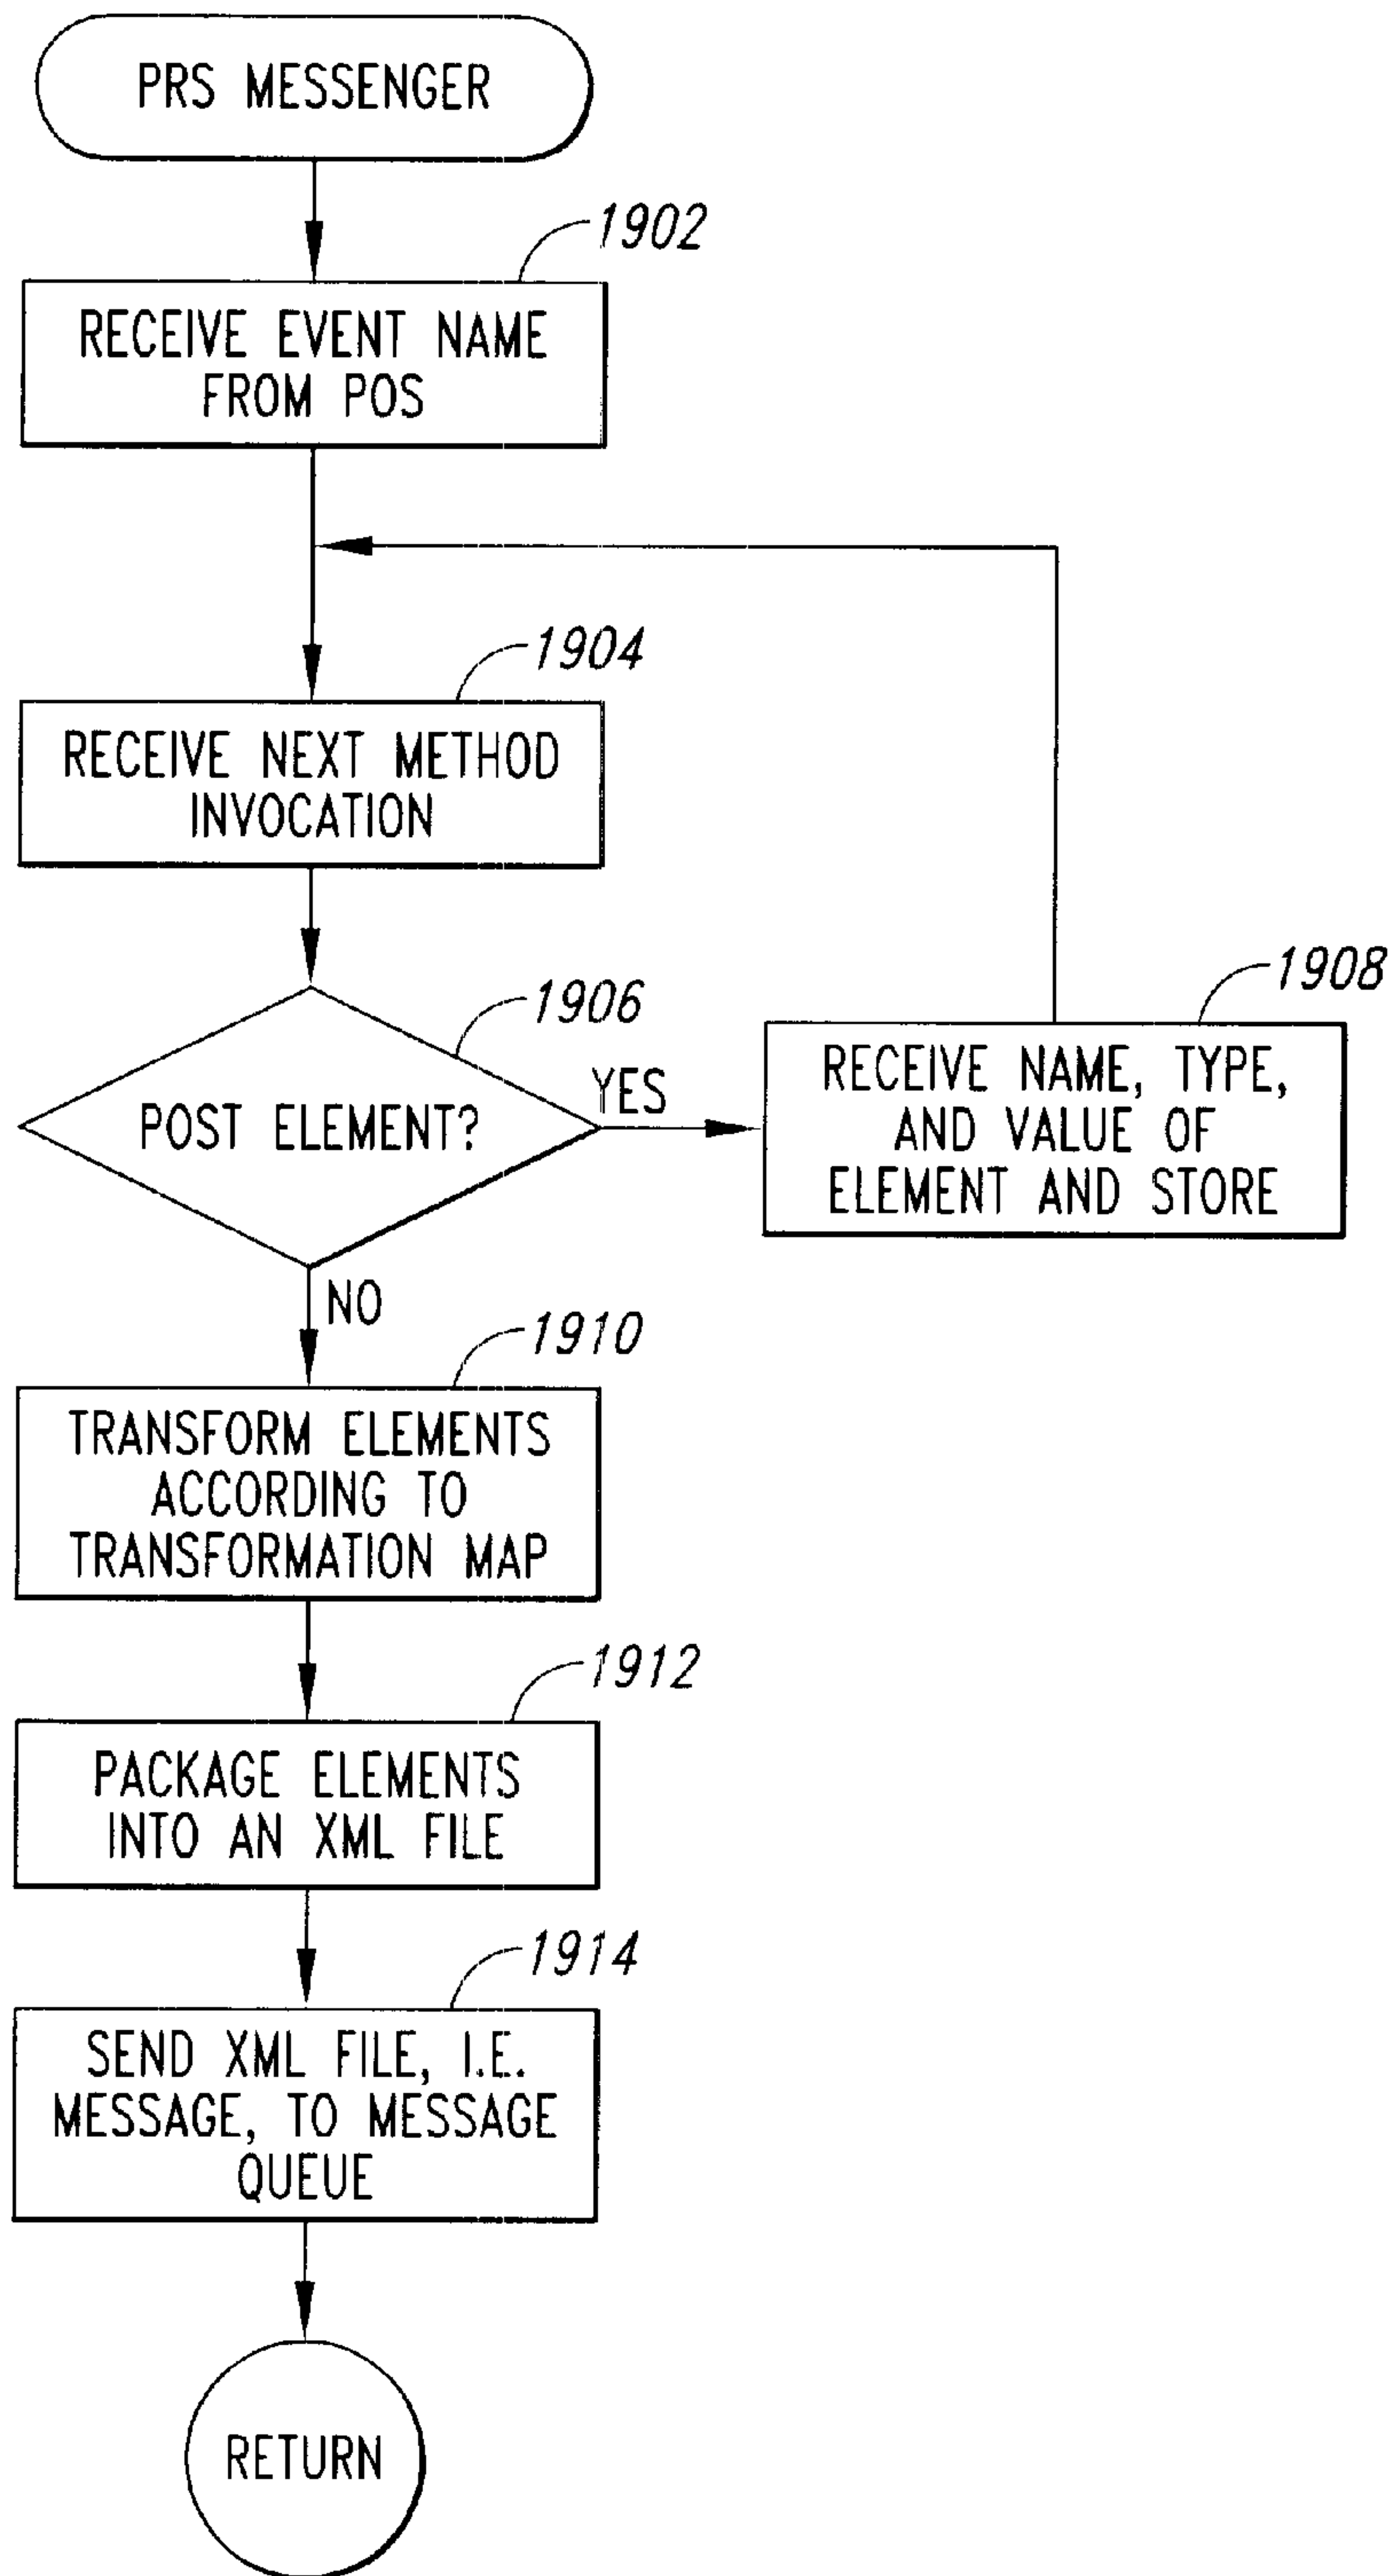 PRS MESSENGER
1902
RECEIVE EVENT NAME
FROM POS
1904
RECEIVE NEXT METHOD
INVOCATION
1906
POST ELEMENT?
YES
1908
RECEIVE NAME, TYPE,
AND VALUE OF
ELEMENT AND STORE
NO
1910
TRANSFORM ELEMENTS
ACCORDING TO
TRANSFORMATION MAP
1912
PACKAGE ELEMENTS
INTO AN XML FILE
1914
SEND XML FILE, I.E.
MESSAGE, TO MESSAGE
QUEUE
RETURN